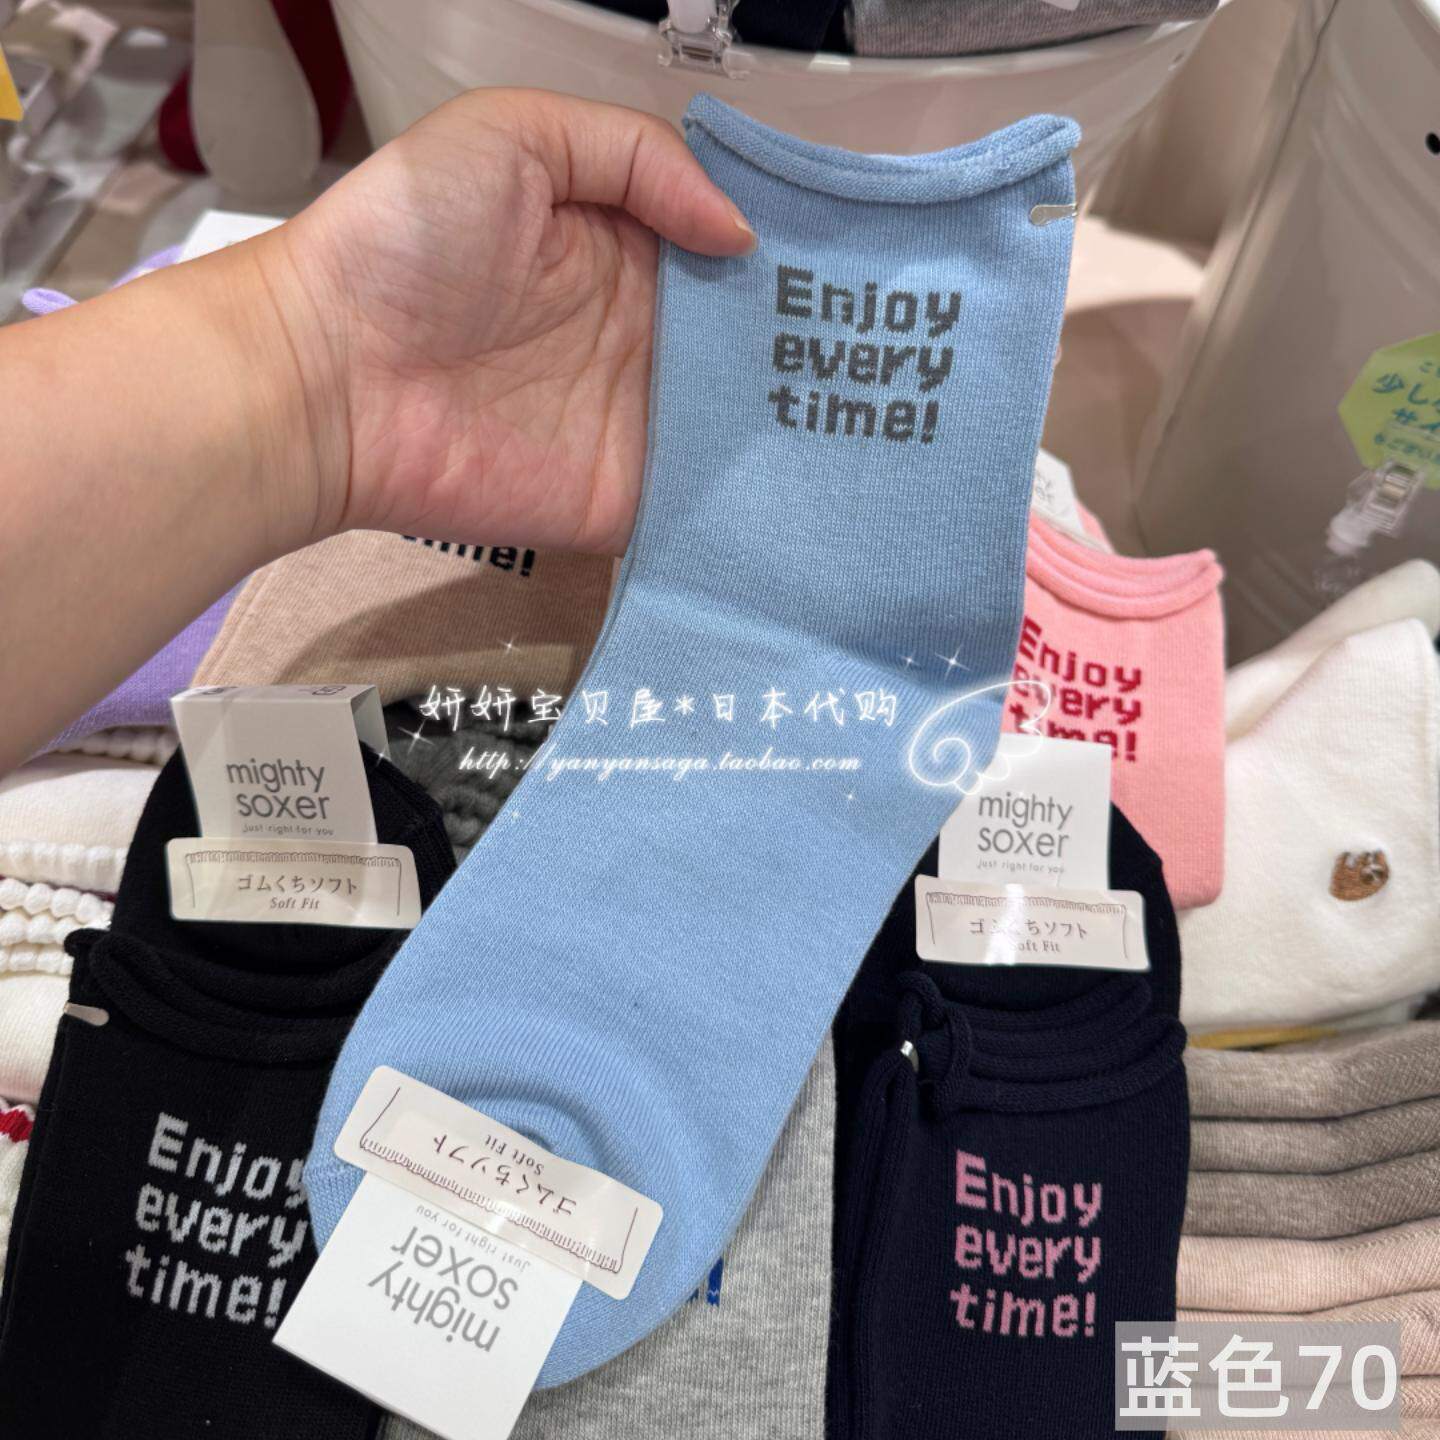 Enjoy
every
time!
time!
Enjoy
every
time!
妍妍宝贝屋*日本代购
http://yanyansaga.taobao.com
mighty
soxer
just right for you
ゴムくちソフト
Soft Fit
mighty
soxer
just right for you
ゴムくちソフト
Soft Fit
Enjoy
every
time!
Enjoy
every
time!
ゴムくちソフト
Soft Fit
mighty
soxer
just right for you
蓝色70